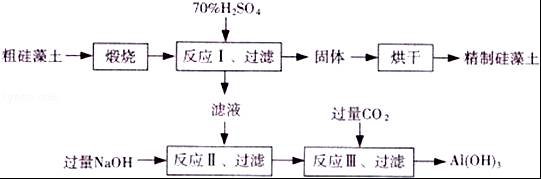 70%H₂SO₄
粗硅藻土 煅烧 反应Ⅰ、过滤 固体 烘干 精制硅藻土
滤液 过量CO₂
过量NaOH 反应Ⅱ、过滤 反应Ⅲ、过滤 Al(OH)₃